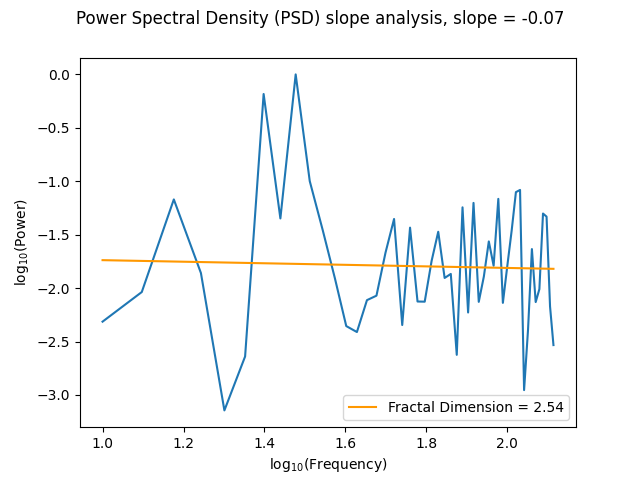 Power Spectral Density (PSD) slope analysis, slope = -0.07
0.0
−0.5
−1.0
−1.5
−2.0
−2.5
−3.0
log₁₀(Power)
Fractal Dimension = 2.54
1.0 1.2 1.4 1.6 1.8 2.0
log₁₀(Frequency)